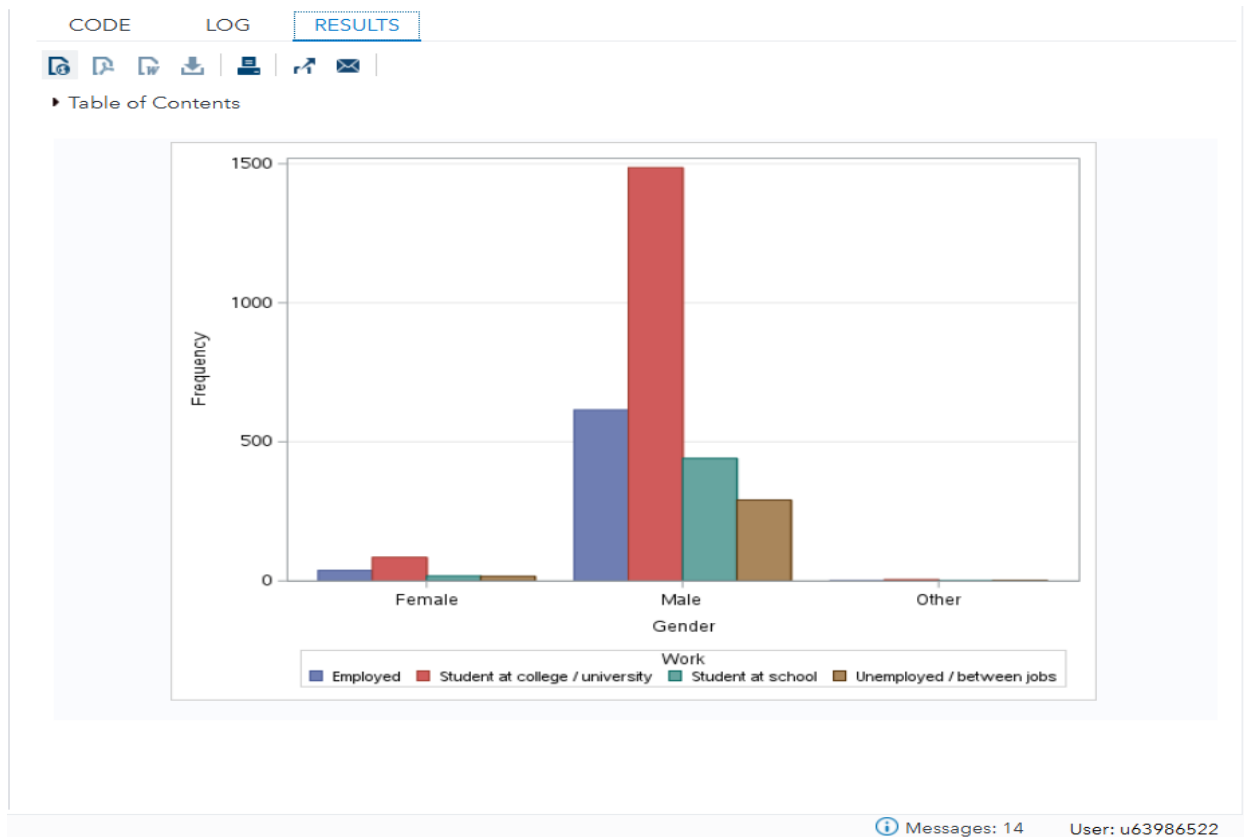 CODE LOG RESULTS
Table of Contents
1500
1000
500
0
Frequency
Female Male Other
Gender
Work
Employed Student at college / university Student at school Unemployed / between jobs
Messages: 14 User: u63986522